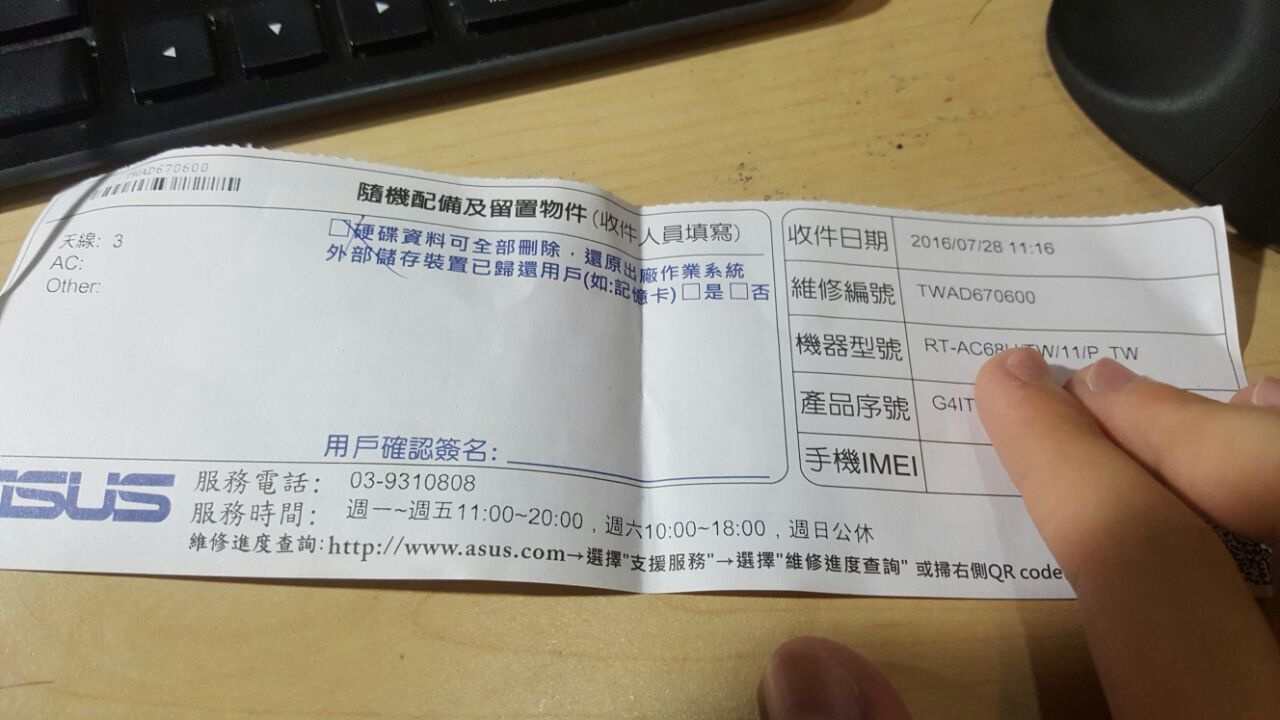 TWAD670600
隨機配備及留置物件(收件人員填寫)
天線: 3
AC:
Other:
□硬碟資料可全部刪除，還原出廠作業系統
外部儲存裝置已歸還用戶(如:記憶卡)□是□否
用戶確認簽名:
收件日期 2016/07/28 11:16
維修編號 TWAD670600
機器型號 RT-AC68U/TW/11/P_TW
產品序號 G4IT
手機IMEI
ASUS
服務電話: 03-9310808
服務時間: 週一~週五11:00~20:00，週六10:00~18:00，週日公休
維修進度查詢:http://www.asus.com→選擇"支援服務"→選擇"維修進度查詢" 或掃右側QR code